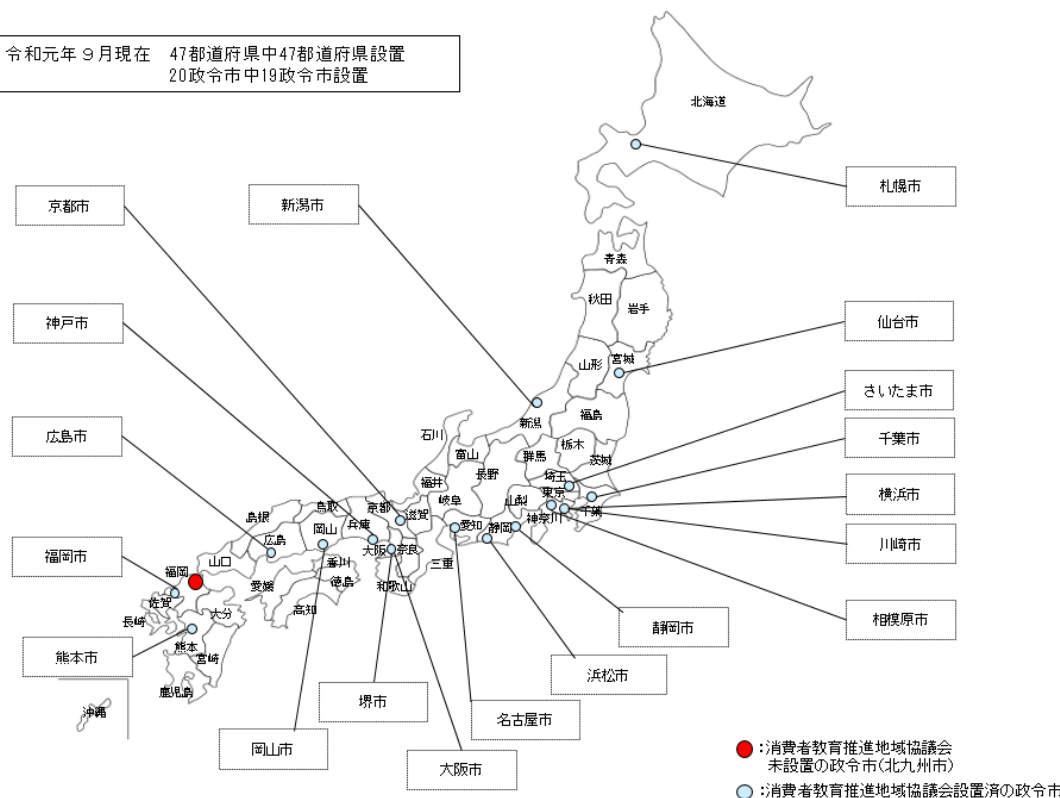 令和元年９月現在　47都道府県中47都道府県設置
20政令市中19政令市設置
北海道
札幌市
京都市
新潟市
青森
秋田
岩手
神戸市
仙台市
宮城
山形
さいたま市
福島
新潟
広島市
石川
千葉市
栃木
富山
群馬
茨城
長野
埼玉
福井
東京
横浜市
岐阜
山梨
鳥取
京都
滋賀
千葉
島根
神奈川
岡山
兵庫
愛知
静岡
広島
川崎市
福岡市
大阪
奈良
山口
香川
三重
福岡
徳島
愛媛
和歌山
佐賀
高知
大分
相模原市
長崎
静岡市
熊本
熊本市
宮崎
浜松市
鹿児島
堺市
沖縄
名古屋市
岡山市
大阪市
：消費者教育推進地域協議会
未設置の政令市(北九州市)
：消費者教育推進地域協議会設置済の政令市